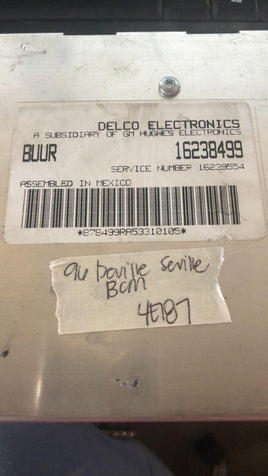 DELCO ELECTRONICS
A SUBSIDIARY OF GM HUGHES ELECTRONICS
BUUR 16238499
SERVICE NUMBER 16239554
ASSEMBLED IN MEXICO
*878499RA53310105*
96 Deville Seville
BCM
4E187